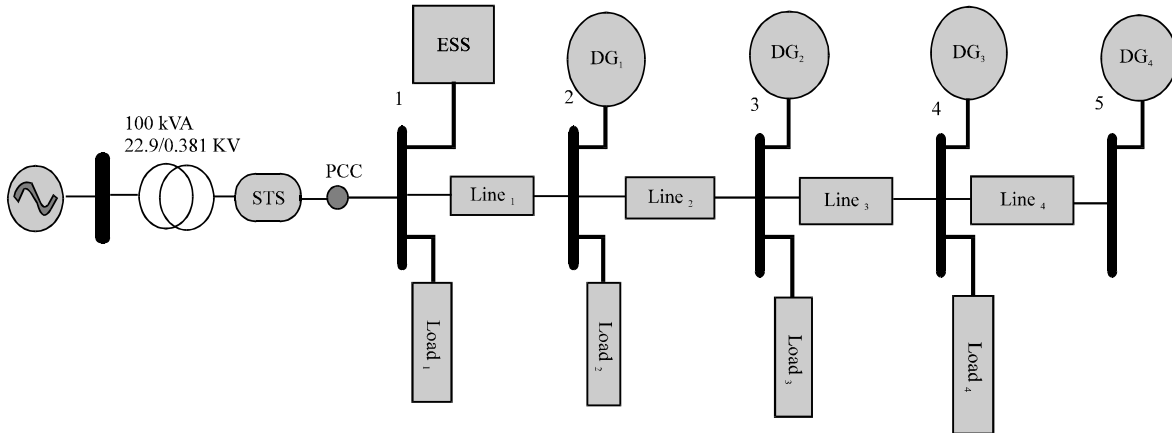 ESS
DG₁
DG₂
DG₃
DG₄
1
2
3
4
5
100 kVA
22.9/0.381 KV
PCC
STS
Line ₁
Line ₂
Line ₃
Line ₄
Load ₁
Load ₂
Load ₃
Load ₄